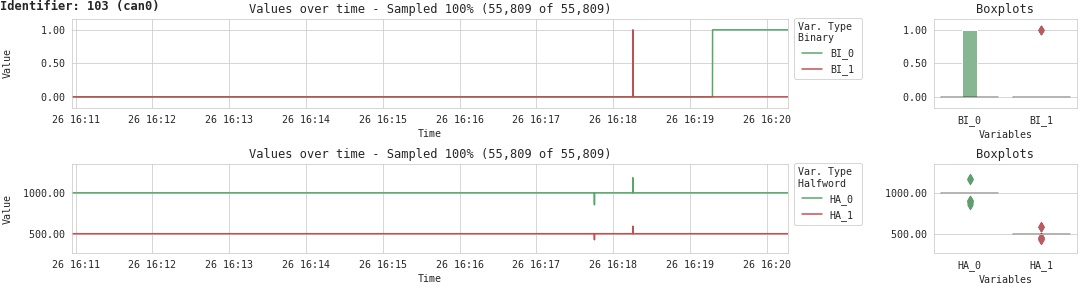 Identifier: 103 (can0)
Values over time - Sampled 100% (55,809 of 55,809)
Boxplots
Value
1.00
0.50
0.00
26 16:11 26 16:12 26 16:13 26 16:14 26 16:15 26 16:16 26 16:17 26 16:18 26 16:19 26 16:20
Time
Var. Type
Binary
BI_0
BI_1
1.00
0.50
0.00
BI_0 BI_1
Variables
Values over time - Sampled 100% (55,809 of 55,809)
Boxplots
Value
1000.00
500.00
26 16:11 26 16:12 26 16:13 26 16:14 26 16:15 26 16:16 26 16:17 26 16:18 26 16:19 26 16:20
Time
Var. Type
Halfword
HA_0
HA_1
1000.00
500.00
HA_0 HA_1
Variables